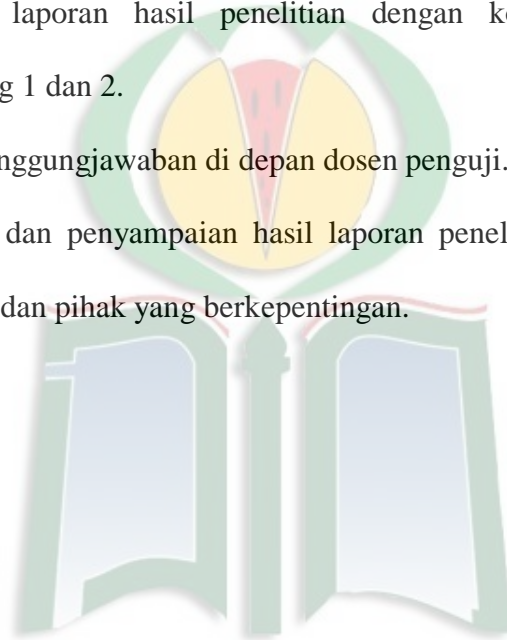 laporan hasil penelitian dengan
g 1 dan 2.
nggungjawaban di depan dosen penguji.
dan penyampaian hasil laporan penel
dan pihak yang berkepentingan.